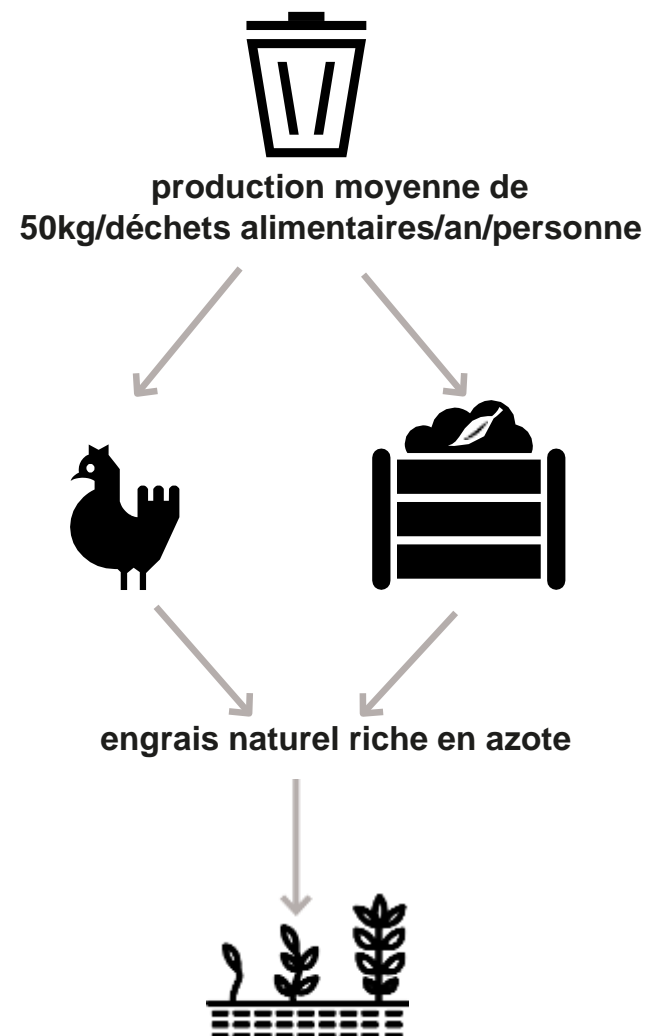 production moyenne de
50kg/déchets alimentaires/an/personne
engrais naturel riche en azote